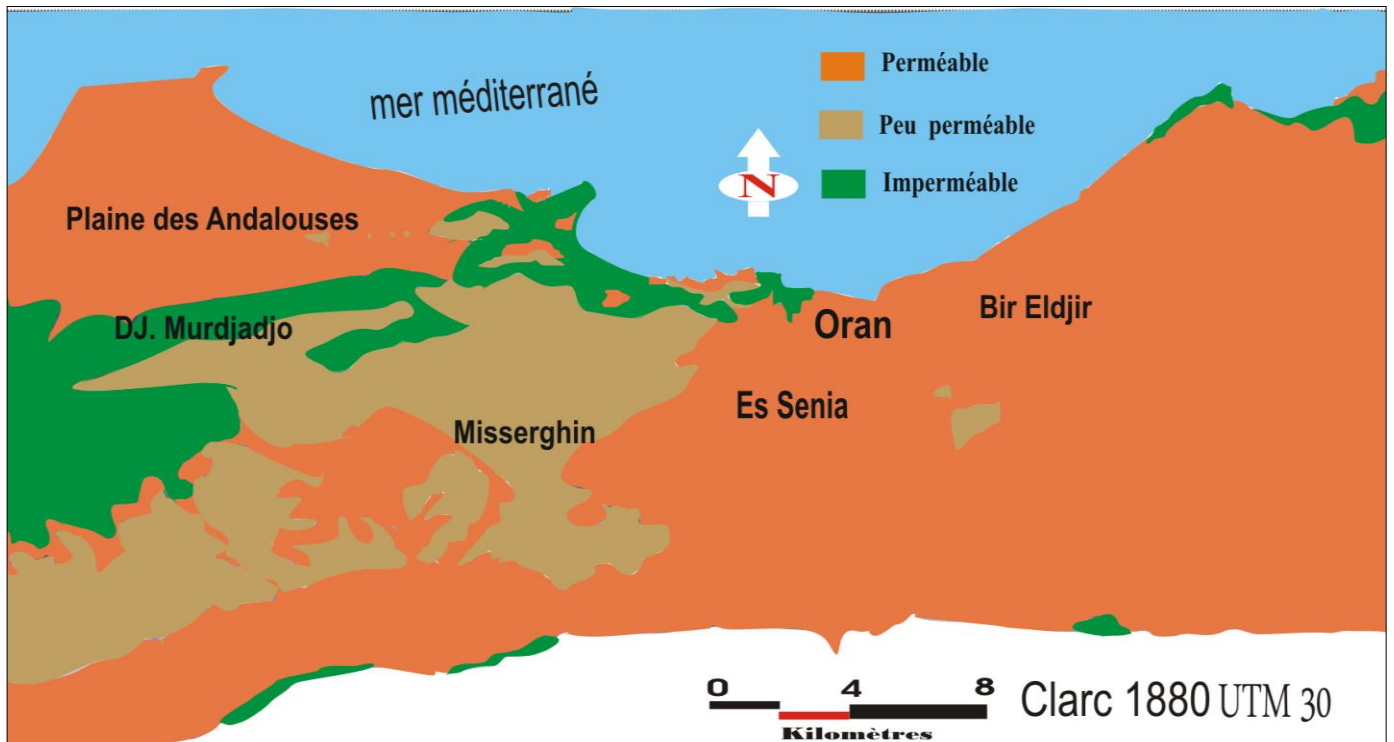 mer méditerrané
Perméable
Peu perméable
Imperméable
N
Plaine des Andalouses
DJ. Murdjadjo
Oran
Bir Eldjir
Es Senia
Misserghin
0 4 8
Kilomètres
Clarc 1880 UTM 30